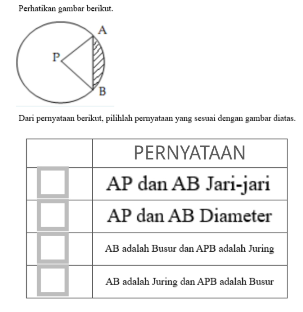 Perhatikan gambar berikut.
A
P
B
Dari pernyataan berikut, pilihlah pernyataan yang sesuai dengan gambar diatas.
PERNYATAAN
AP dan AB Jari-jari
AP dan AB Diameter
AB adalah Busur dan APB adalah Juring
AB adalah Juring dan APB adalah Busur